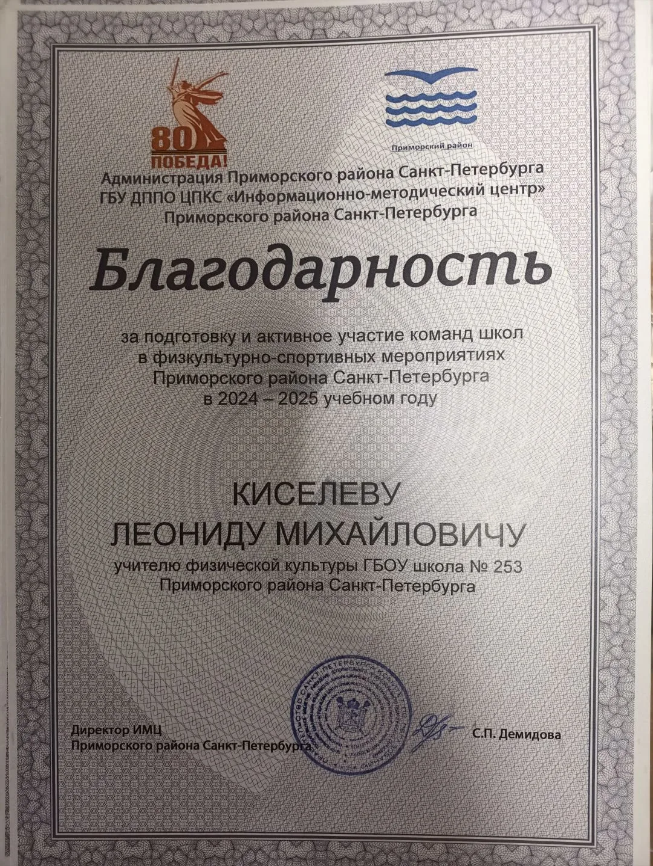 80
ПОБЕДА!
Приморский район
Администрация Приморского района Санкт-Петербурга
ГБУ ДППО ЦПКС «Информационно-методический центр»
Приморского района Санкт-Петербурга
Благодарность
за подготовку и активное участие команд школ
в физкультурно-спортивных мероприятиях
Приморского района Санкт-Петербурга
в 2024 – 2025 учебном году
КИСЕЛЕВУ
ЛЕОНИДУ МИХАЙЛОВИЧУ
учителю физической культуры ГБОУ школа № 253
Приморского района Санкт-Петербурга
Директор ИМЦ
Приморского района Санкт-Петербурга
С.П. Демидова